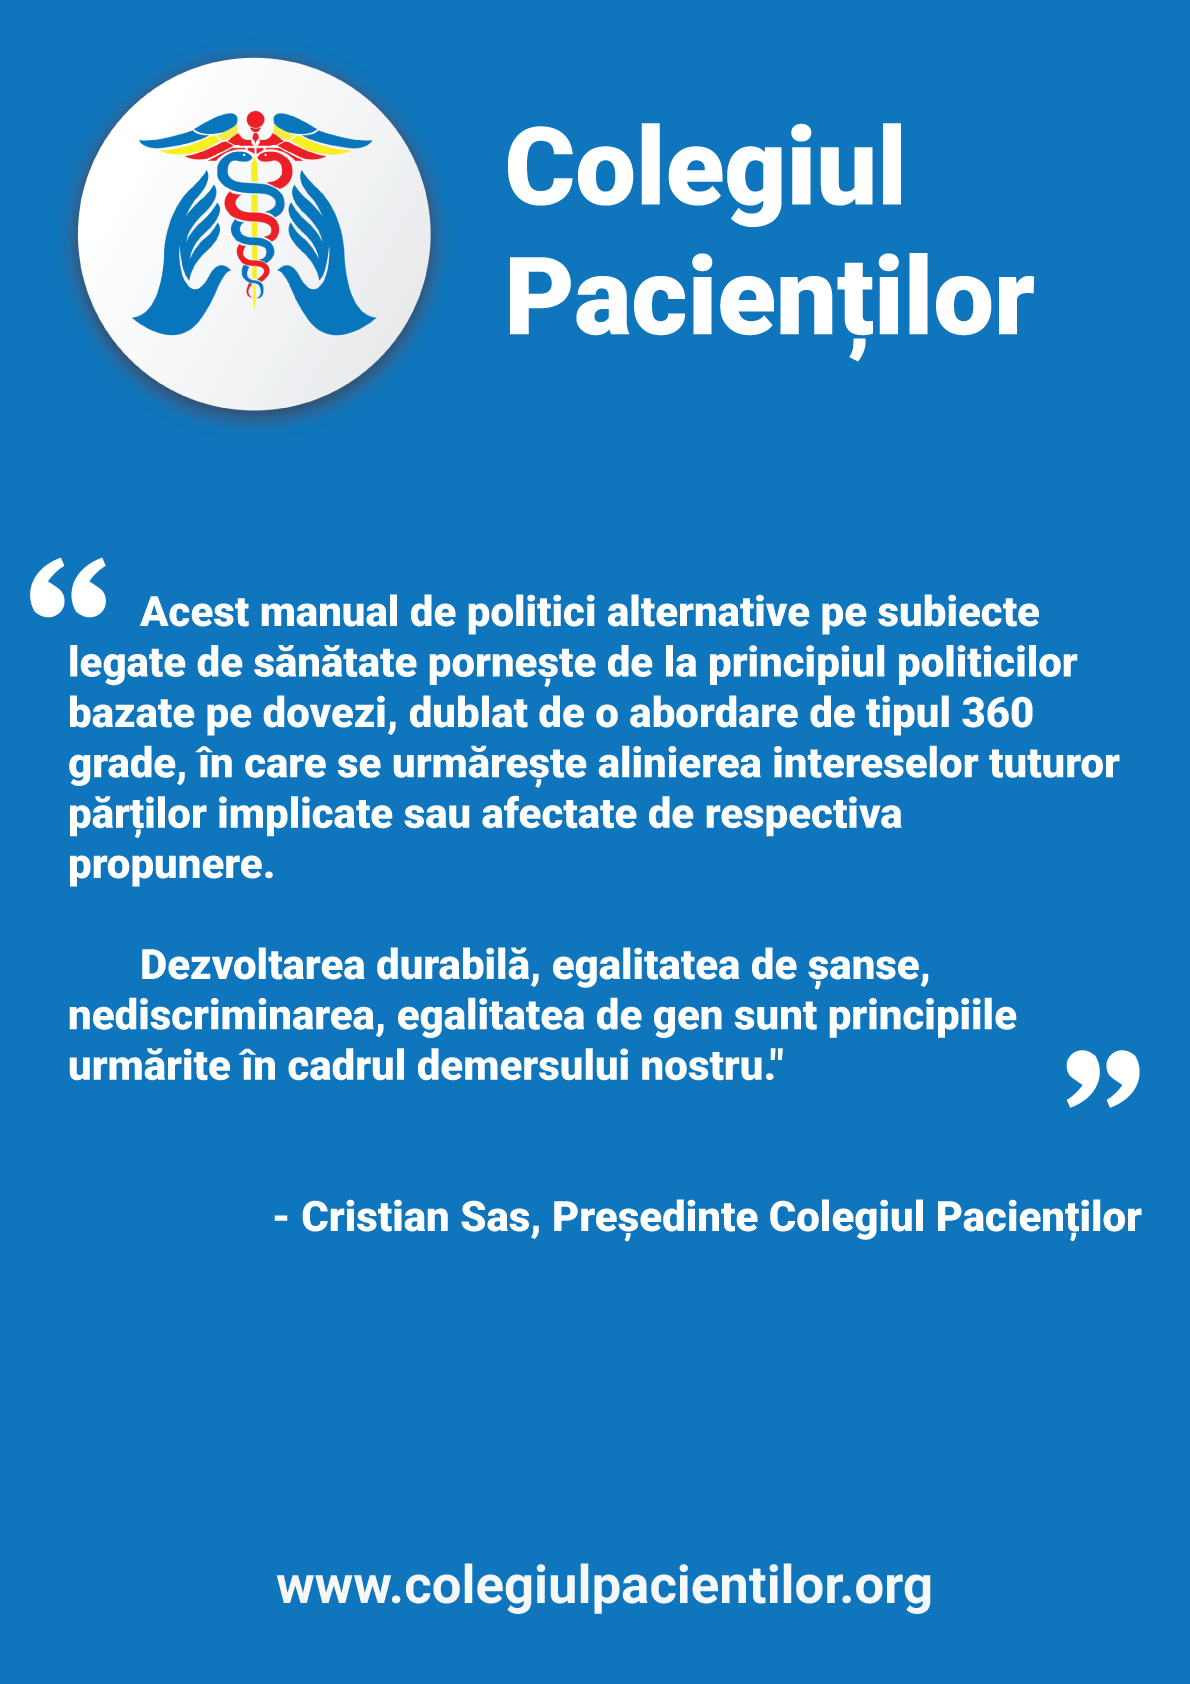 Colegiul
Pacienților
“
Acest manual de politici alternative pe subiecte
legate de sănătate pornește de la principiul politicilor
bazate pe dovezi, dublat de o abordare de tipul 360
grade, în care se urmărește alinierea intereselor tuturor
părților implicate sau afectate de respectiva
propunere.
Dezvoltarea durabilă, egalitatea de șanse,
nediscriminarea, egalitatea de gen sunt principiile
urmărite în cadrul demersului nostru."
”
- Cristian Sas, Președinte Colegiul Pacienților
www.colegiulpacientilor.org